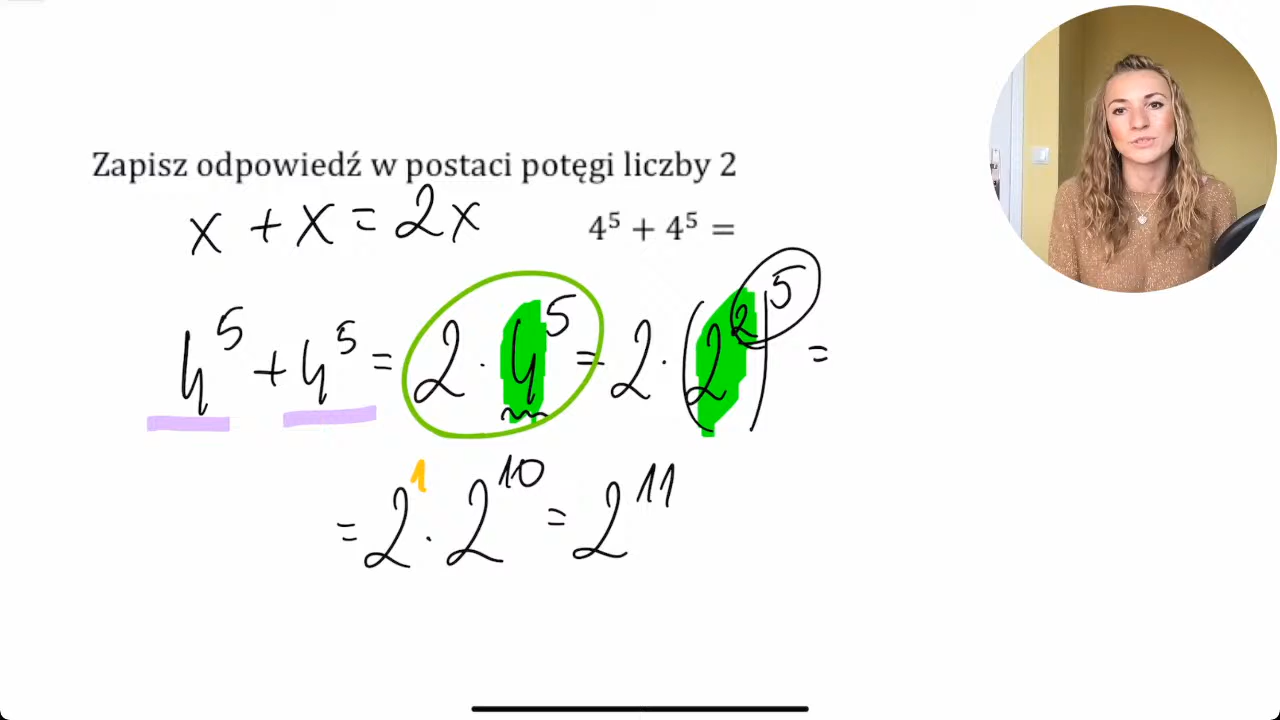 Zapisz odpowiedź w postaci potęgi liczby 2
x + x = 2x
4⁵ + 4⁵ =
4⁵ + 4⁵ = 2 · 4⁵ = 2 · (2²)⁵ =
= 2¹ · 2¹⁰ = 2¹¹